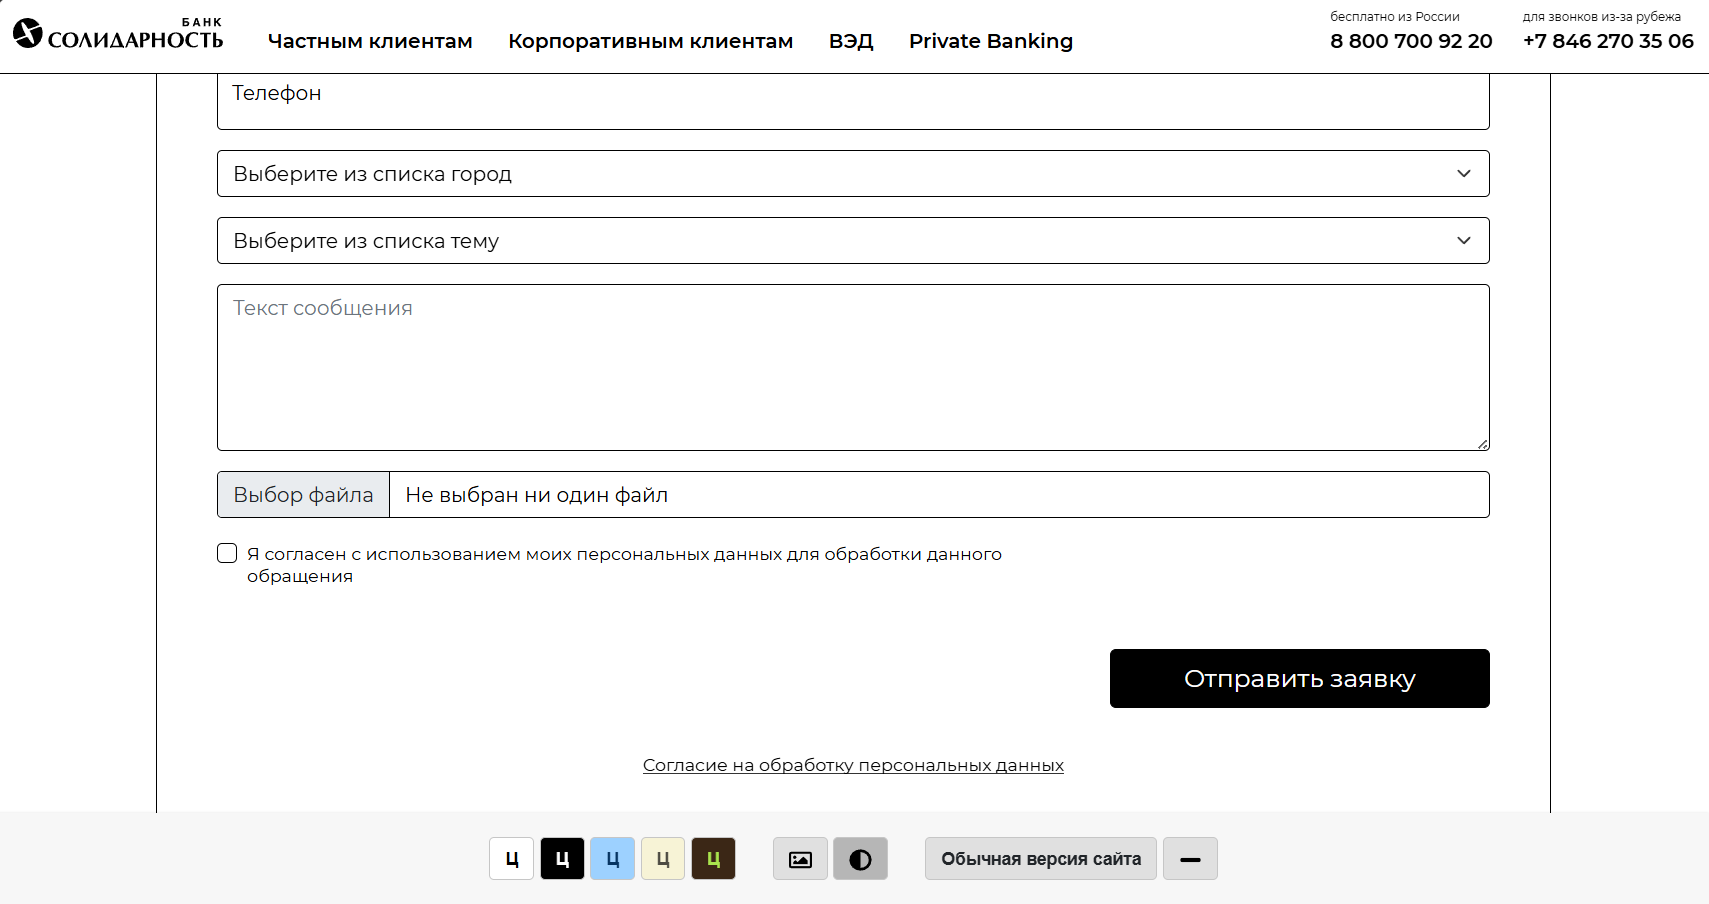 БАНК
СОЛИДАРНОСТЬ
Частным клиентам
Корпоративным клиентам
ВЭД
Private Banking
бесплатно из России
8 800 700 92 20
для звонков из-за рубежа
+7 846 270 35 06
Телефон
Выберите из списка город
Выберите из списка тему
Текст сообщения
Выбор файла
Не выбран ни один файл
Я согласен с использованием моих персональных данных для обработки данного
обращения
Отправить заявку
Согласие на обработку персональных данных
Ц Ц Ц Ц Ц
Обычная версия сайта